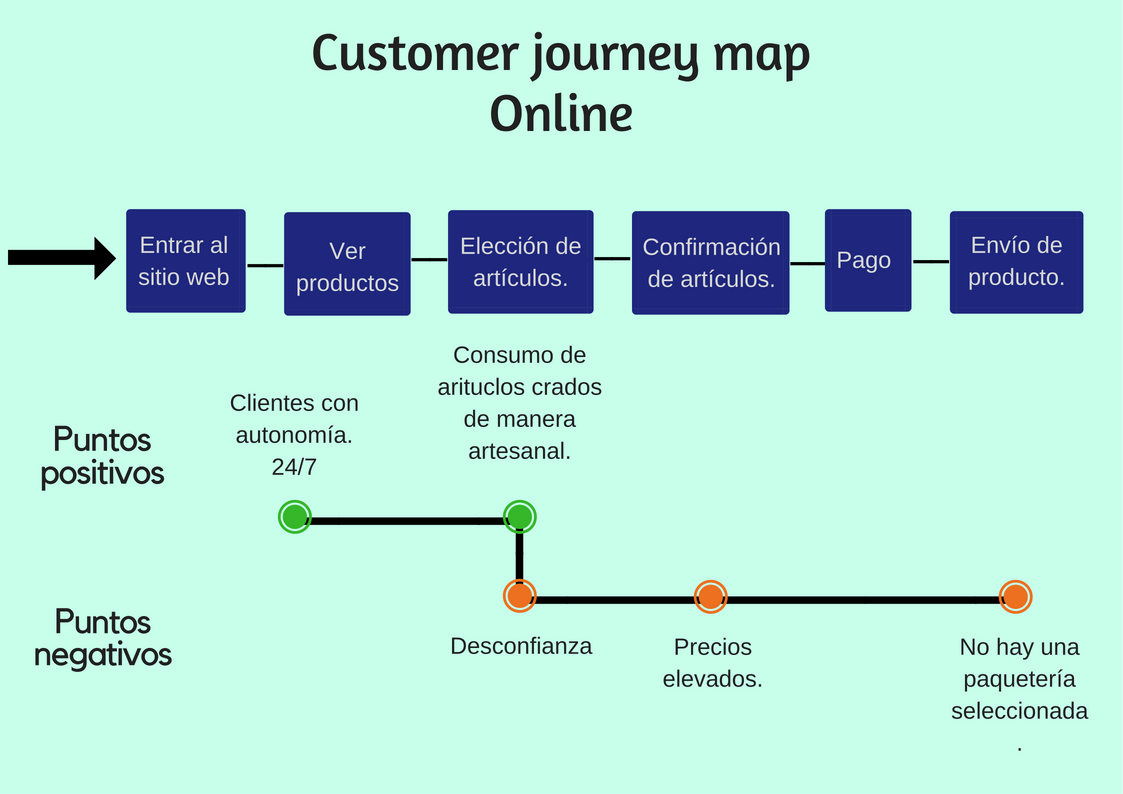 Customer journey map
Online
Entrar al
sitio web
Ver
productos
Elección de
artículos.
Confirmación
de artículos.
Pago
Envío de
producto.
Puntos
positivos
Clientes con
autonomía.
24/7
Consumo de
arituclos crados
de manera
artesanal.
Puntos
negativos
Desconfianza
Precios
elevados.
No hay una
paquetería
seleccionada
.